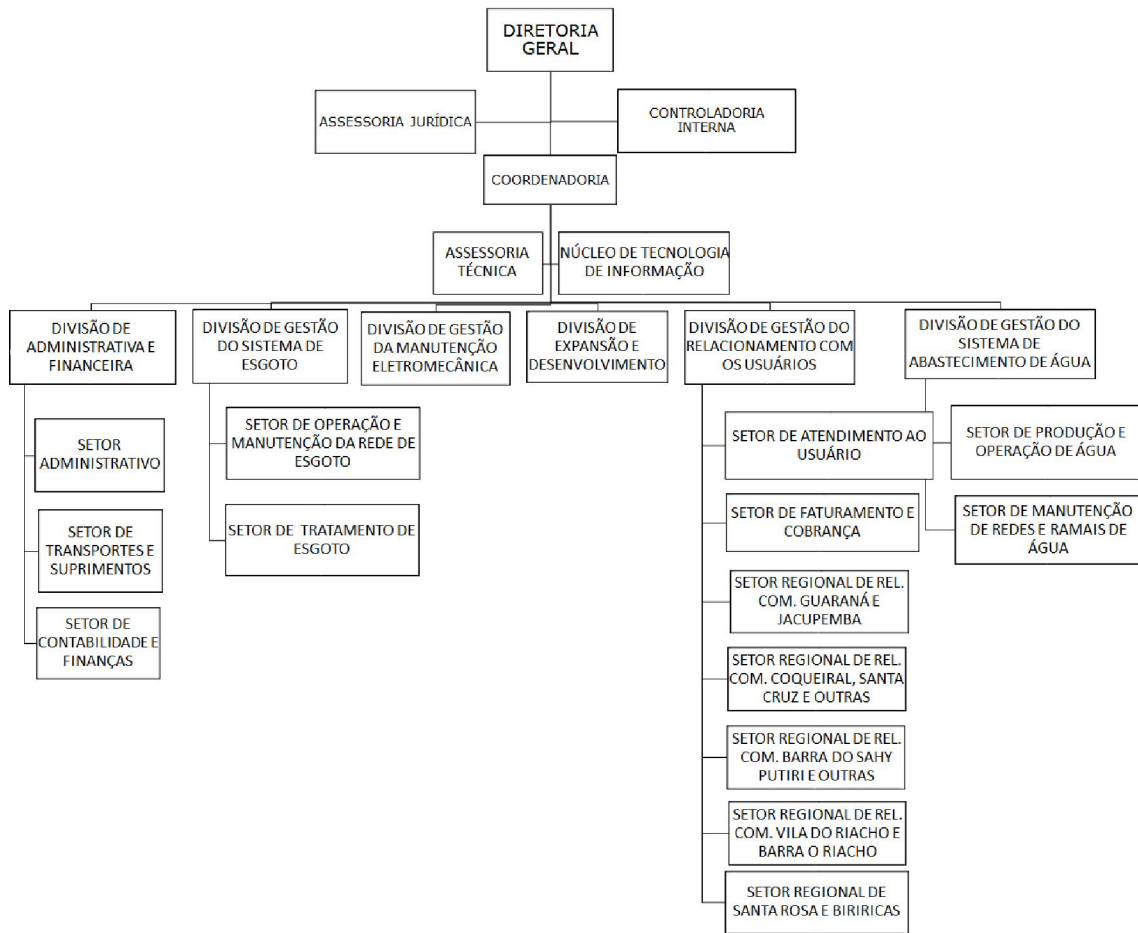 DIRETORIA
GERAL
ASSESSORIA JURÍDICA
CONTROLADORIA
INTERNA
COORDENADORIA
ASSESSORIA
TÉCNICA
NÚCLEO DE TECNOLOGIA
DE INFORMAÇÃO
DIVISÃO DE
ADMINISTRATIVA E
FINANCEIRA
DIVISÃO DE GESTÃO
DO SISTEMA DE
ESGOTO
DIVISÃO DE GESTÃO
DA MANUTENÇÃO
ELETROMECÂNICA
DIVISÃO DE
EXPANSÃO E
DESENVOLVIMENTO
DIVISÃO DE GESTÃO DO
RELACIONAMENTO COM
OS USUÁRIOS
DIVISÃO DE GESTÃO DO
SISTEMA DE
ABASTECIMENTO DE ÁGUA
SETOR
ADMINISTRATIVO
SETOR DE
TRANSPORTES E
SUPRIMENTOS
SETOR DE
CONTABILIDADE E
FINANÇAS
SETOR DE OPERAÇÃO E
MANUTENÇÃO DA REDE DE
ESGOTO
SETOR DE TRATAMENTO DE
ESGOTO
SETOR DE ATENDIMENTO AO
USUÁRIO
SETOR DE FATURAMENTO E
COBRANÇA
SETOR REGIONAL DE REL.
COM. GUARANÁ E
JACUPEMBA
SETOR REGIONAL DE REL.
COM. COQUEIRAL, SANTA
CRUZ E OUTRAS
SETOR REGIONAL DE REL.
COM. BARRA DO SAHY
PUTIRI E OUTRAS
SETOR REGIONAL DE REL.
COM. VILA DO RIACHO E
BARRA O RIACHO
SETOR REGIONAL DE
SANTA ROSA E BIRIRICAS
SETOR DE PRODUÇÃO E
OPERAÇÃO DE ÁGUA
SETOR DE MANUTENÇÃO
DE REDES E RAMAIS DE
ÁGUA